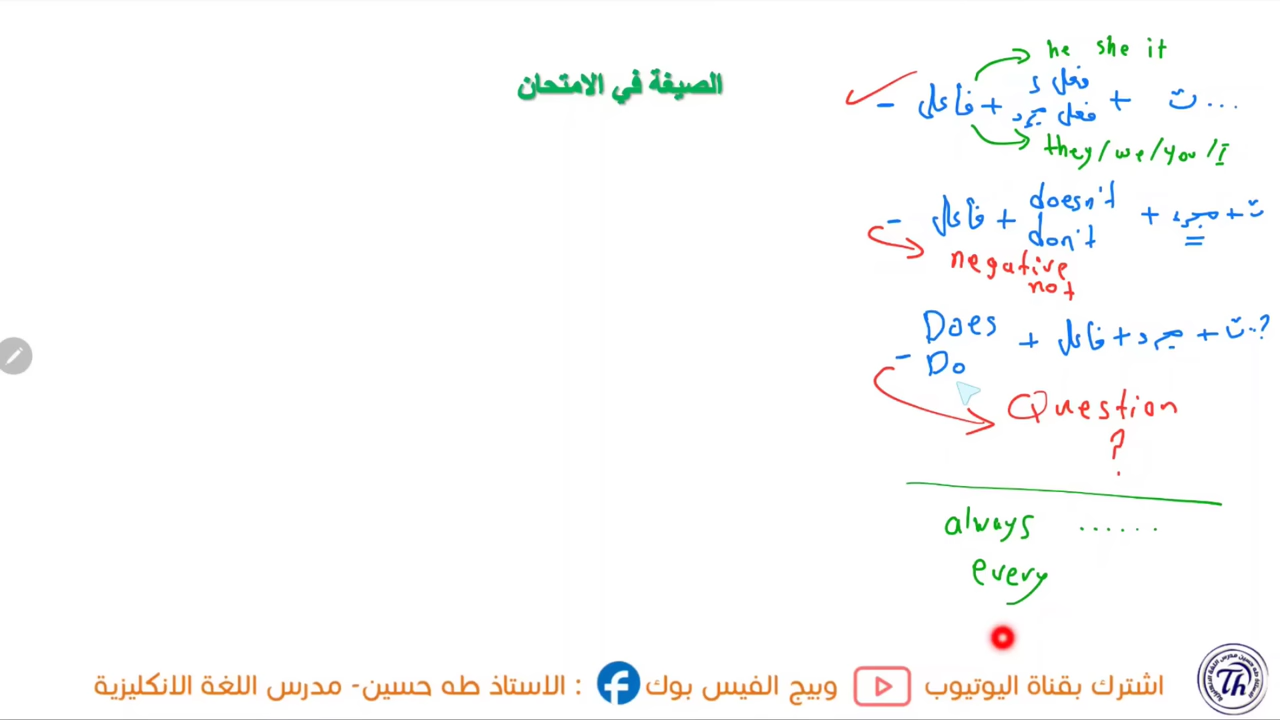 الصيغة في الامتحان
he she it
- فاعل + فعل s + ت ...
فعل مجرد
they / we / you / I
- فاعل + doesn't + مجرد + ت
don't
negative
not
Does + فاعل + مجرد + ت..?
- Do
Question
?
always ......
every
اشترك بقناة اليوتيوب وبيج الفيس بوك : الاستاذ طه حسين- مدرس اللغة الانكليزية
Th